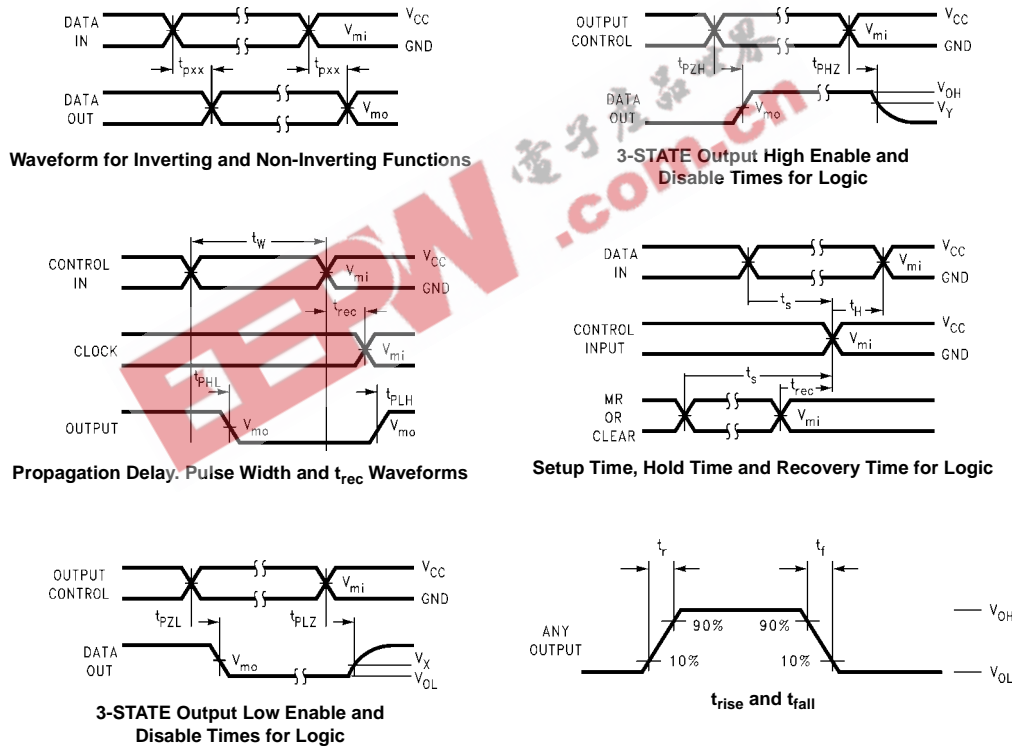 DATA
IN
V_CC
V_mi
GND
t_pxx
t_pxx
DATA
OUT
V_mo
Waveform for Inverting and Non-Inverting Functions
OUTPUT
CONTROL
V_CC
V_mi
GND
t_PZH
t_PHZ
DATA
OUT
V_mo
V_OH
V_Y
3-STATE Output High Enable and
Disable Times for Logic
t_W
CONTROL
IN
V_CC
V_mi
GND
t_rec
CLOCK
V_mi
t_PHL
t_PLH
OUTPUT
V_mo
V_mo
Propagation Delay. Pulse Width and t_rec Waveforms
DATA
IN
V_mi
V_CC
GND
t_s
t_H
CONTROL
INPUT
V_CC
V_mi
GND
t_s
t_rec
MR
OR
CLEAR
V_mi
Setup Time, Hold Time and Recovery Time for Logic
OUTPUT
CONTROL
V_CC
V_mi
GND
t_PZL
t_PLZ
DATA
OUT
V_mo
V_X
V_OL
3-STATE Output Low Enable and
Disable Times for Logic
t_r
t_f
ANY
OUTPUT
90%
90%
10%
10%
V_OH
V_OL
t_rise and t_fall
EEPW
.com.cn
電子產品世界